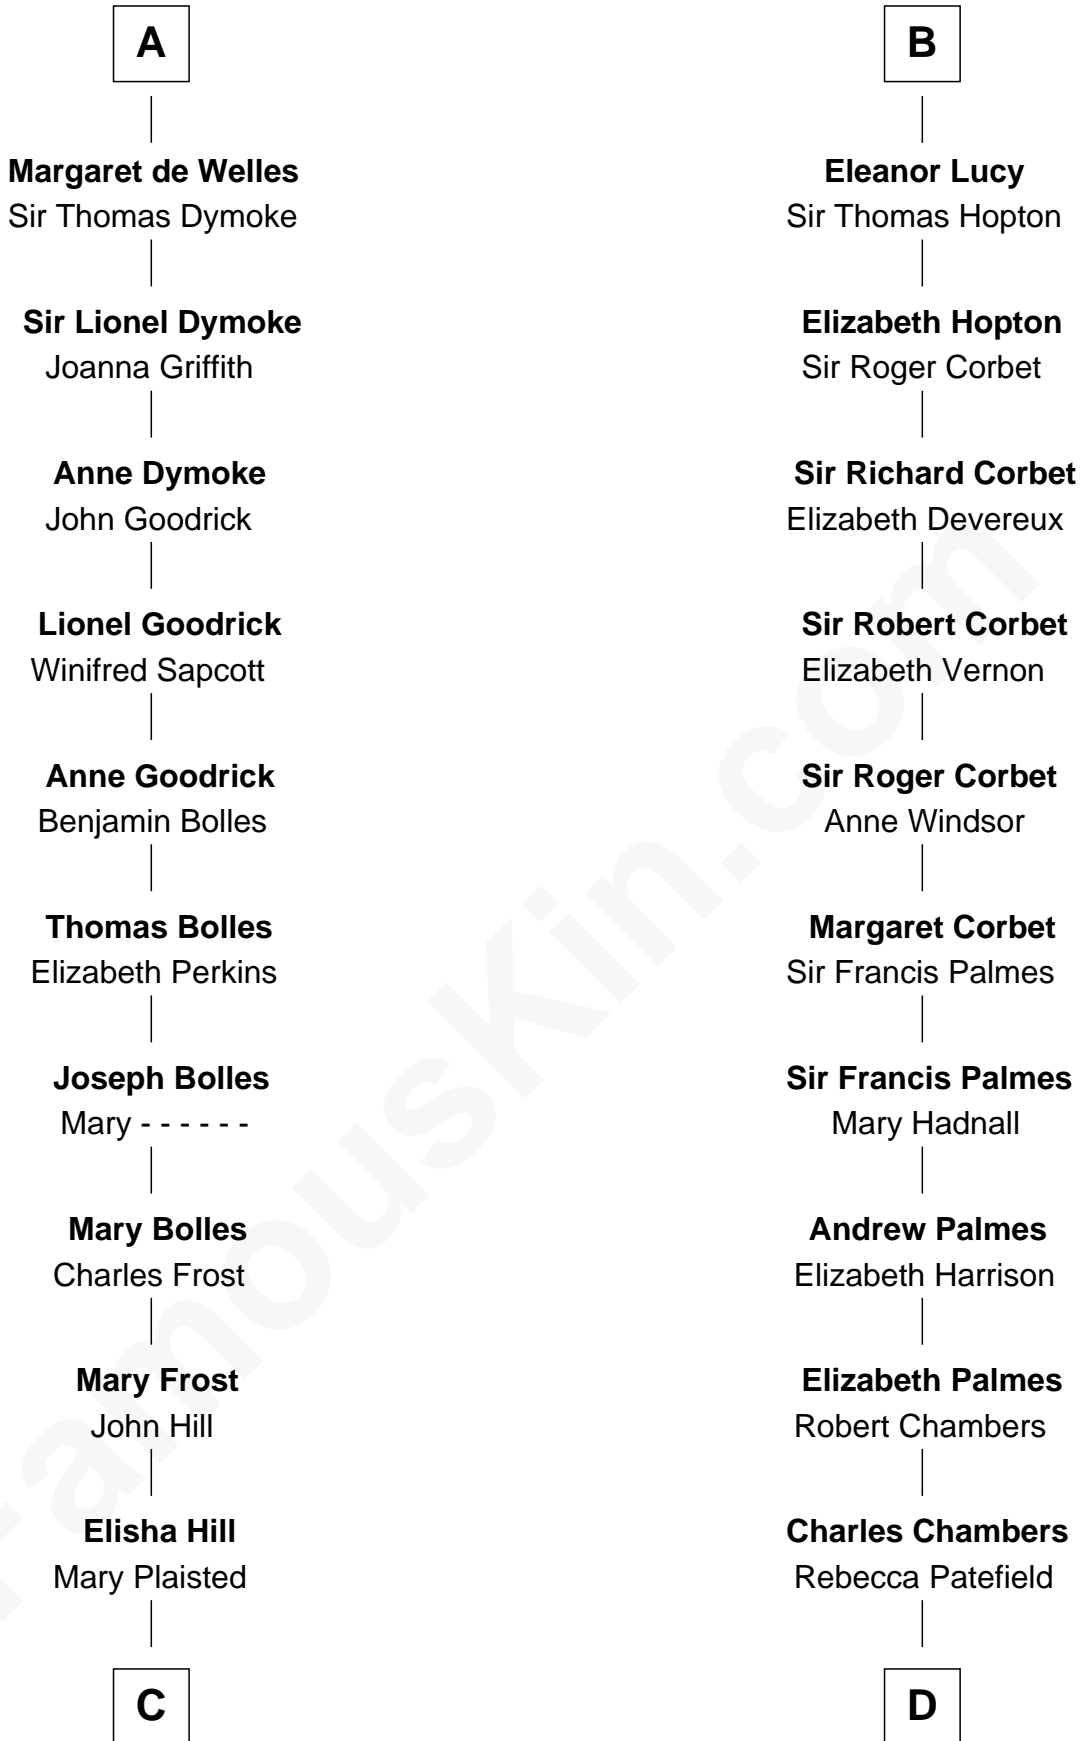 A
Margaret de Welles
Sir Thomas Dymoke
Sir Lionel Dymoke
Joanna Griffith
Anne Dymoke
John Goodrick
Lionel Goodrick
Winifred Sapcott
Anne Goodrick
Benjamin Bolles
Thomas Bolles
Elizabeth Perkins
Joseph Bolles
Mary - - - - - -
Mary Bolles
Charles Frost
Mary Frost
John Hill
Elisha Hill
Mary Plaisted
C
B
Eleanor Lucy
Sir Thomas Hopton
Elizabeth Hopton
Sir Roger Corbet
Sir Richard Corbet
Elizabeth Devereux
Sir Robert Corbet
Elizabeth Vernon
Sir Roger Corbet
Anne Windsor
Margaret Corbet
Sir Francis Palmes
Sir Francis Palmes
Mary Hadnall
Andrew Palmes
Elizabeth Harrison
Elizabeth Palmes
Robert Chambers
Charles Chambers
Rebecca Patefield
D
FamousKin.com